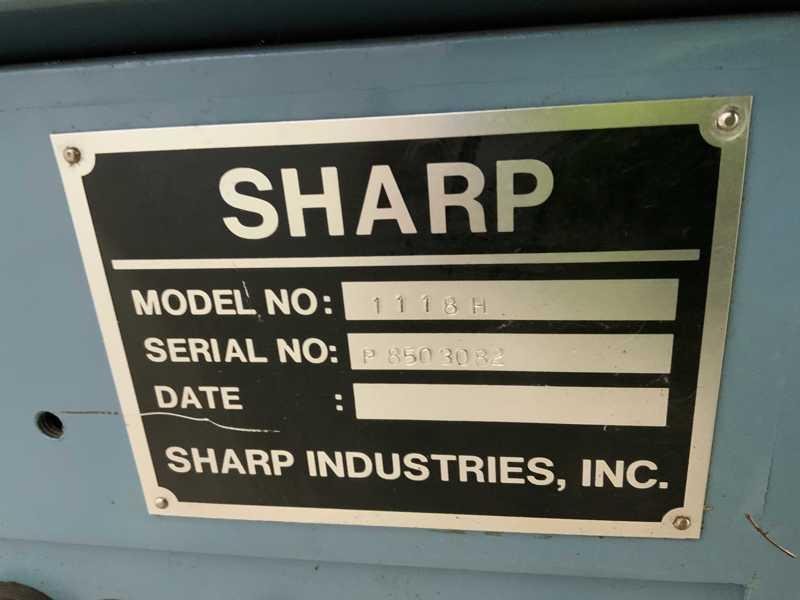 SHARP
MODEL NO: 1118H
SERIAL NO: P 8503082
DATE :
SHARP INDUSTRIES, INC.